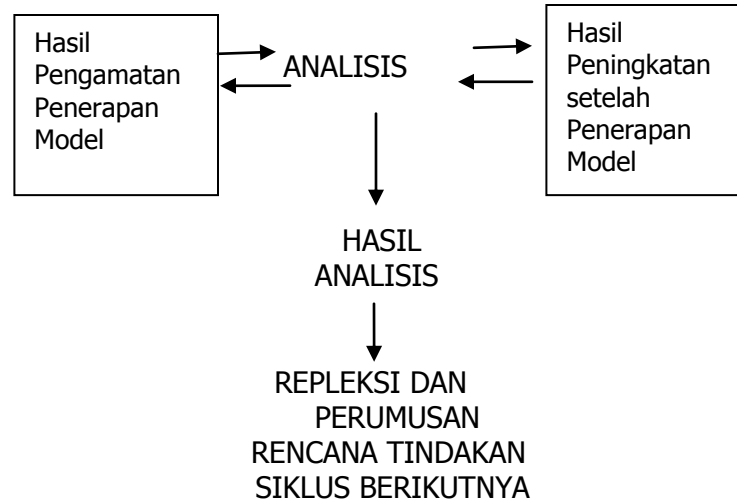 Hasil
Pengamatan
Penerapan
Model
ANALISIS
Hasil
Peningkatan
setelah
Penerapan
Model
HASIL
ANALISIS
REPLEKSI DAN
PERUMUSAN
RENCANA TINDAKAN
SIKLUS BERIKUTNYA